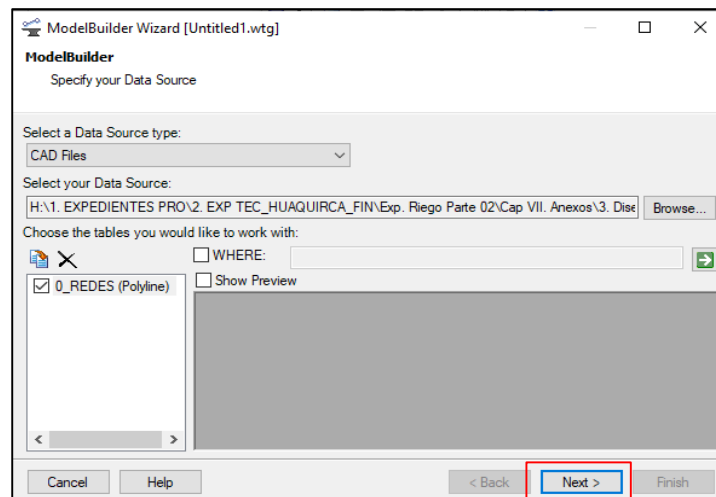 ModelBuilder Wizard [Untitled1.wtg]
ModelBuilder
Specify your Data Source
Select a Data Source type:
CAD Files
Select your Data Source:
H:\1. EXPEDIENTES PRO\2. EXP TEC_HUAQUIRCA_FIN\Exp. Riego Parte 02\Cap VII. Anexos\3. Dise Browse...
Choose the tables you would like to work with:
WHERE:
Show Preview
0_REDES (Polyline)
Cancel Help < Back Next > Finish